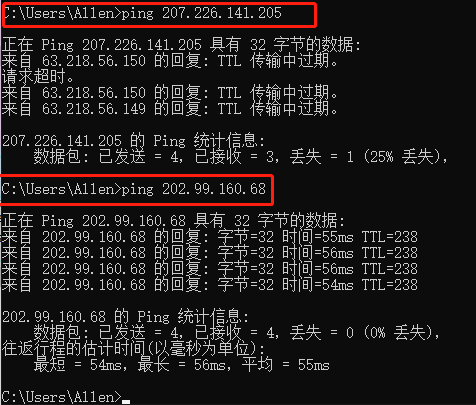 C:\Users\Allen>ping 207.226.141.205
正在 Ping 207.226.141.205 具有 32 字节的数据:
来自 63.218.56.150 的回复: TTL 传输中过期。
请求超时。
来自 63.218.56.150 的回复: TTL 传输中过期。
来自 63.218.56.149 的回复: TTL 传输中过期。
207.226.141.205 的 Ping 统计信息:
数据包: 已发送 = 4, 已接收 = 3, 丢失 = 1 (25% 丢失),
C:\Users\Allen>ping 202.99.160.68
正在 Ping 202.99.160.68 具有 32 字节的数据:
来自 202.99.160.68 的回复: 字节=32 时间=55ms TTL=238
来自 202.99.160.68 的回复: 字节=32 时间=56ms TTL=238
来自 202.99.160.68 的回复: 字节=32 时间=56ms TTL=238
来自 202.99.160.68 的回复: 字节=32 时间=54ms TTL=238
202.99.160.68 的 Ping 统计信息:
数据包: 已发送 = 4, 已接收 = 4, 丢失 = 0 (0% 丢失),
往返行程的估计时间(以毫秒为单位):
最短 = 54ms, 最长 = 56ms, 平均 = 55ms
C:\Users\Allen>